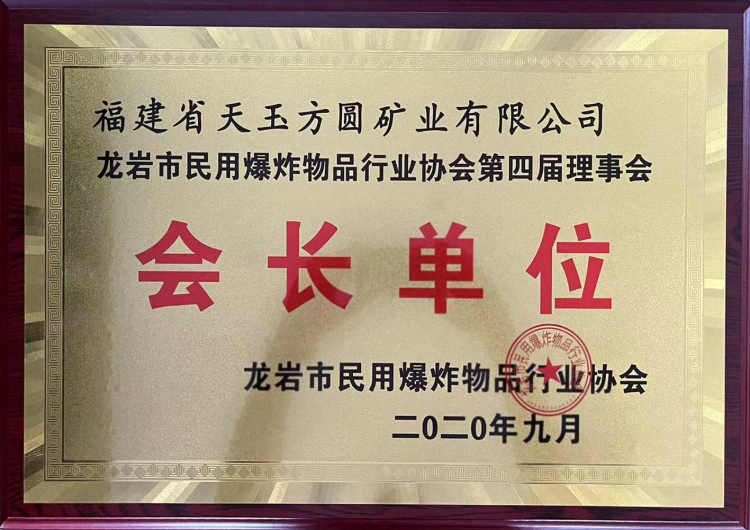 福建省天玉方圆矿业有限公司
龙岩市民用爆炸物品行业协会第四届理事会
会长单位
龙岩市民用爆炸物品行业协会
二〇二〇年九月